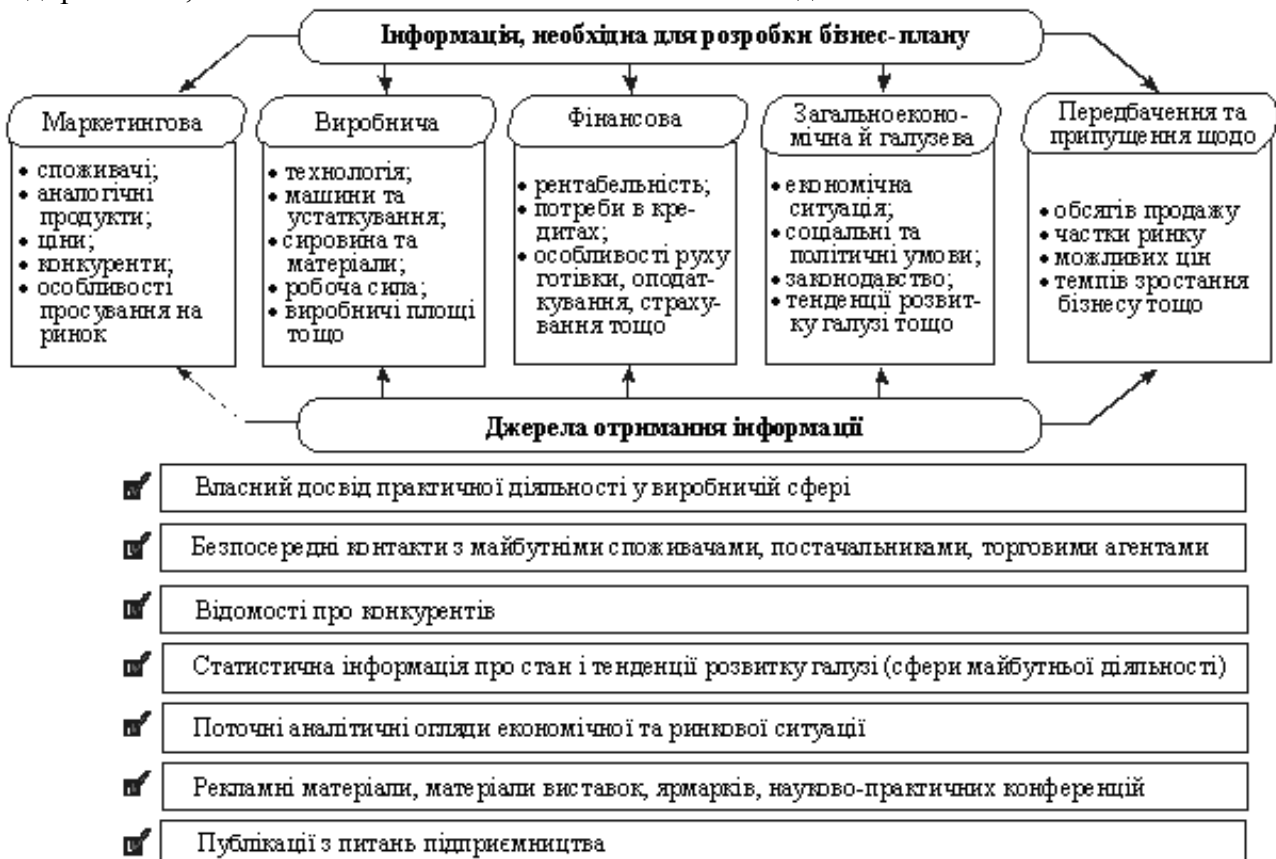 Інформація, необхідна для розробки бізнес-плану
Маркетингова
• споживачі;
• аналогічні
продукти;
• ціни;
• конкуренти;
• особливості
просування на
ринок
Виробнича
• технологія;
• машини та
устаткування;
• сировина та
матеріали;
• робоча сила;
• виробничі площі
тощо
Фінансова
• рентабельність;
• потреби в кре-
дитах;
• особливості руху
готівки, оподат-
кування, страху-
вання тощо
Загальноеконо-
мічна й галузева
• економічна
ситуація;
• соціальні та
політичні умови;
• законодавство;
• тенденції розвит-
ку галузі тощо
Передбачення та
припущення щодо
• обсягів продажу
• частки ринку
• можливих цін
• темпів зростання
бізнесу тощо
Джерела отримання інформації
Власний досвід практичної діяльності у виробничій сфері
Безпосередні контакти з майбутніми споживачами, постачальниками, торговими агентами
Відомості про конкурентів
Статистична інформація про стан і тенденції розвитку галузі (сфери майбутньої діяльності)
Поточні аналітичні огляди економічної та ринкової ситуації
Рекламні матеріали, матеріали виставок, ярмарків, науково-практичних конференцій
Публікації з питань підприємництва